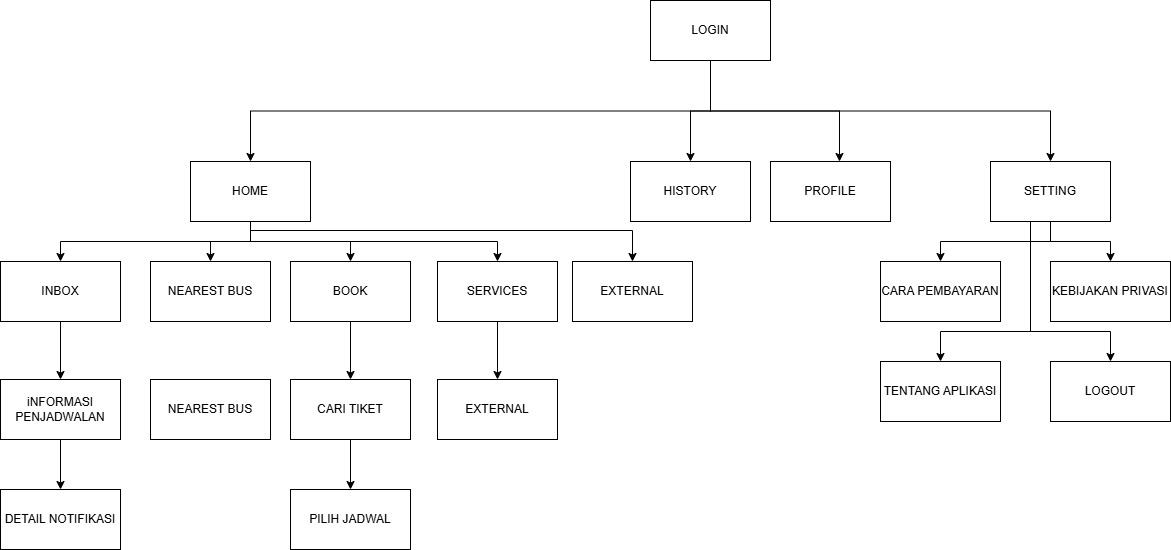 LOGIN
HOME
HISTORY
PROFILE
SETTING
INBOX
NEAREST BUS
BOOK
SERVICES
EXTERNAL
CARA PEMBAYARAN
KEBIJAKAN PRIVASI
iNFORMASI
PENJADWALAN
NEAREST BUS
CARI TIKET
EXTERNAL
TENTANG APLIKASI
LOGOUT
DETAIL NOTIFIKASI
PILIH JADWAL